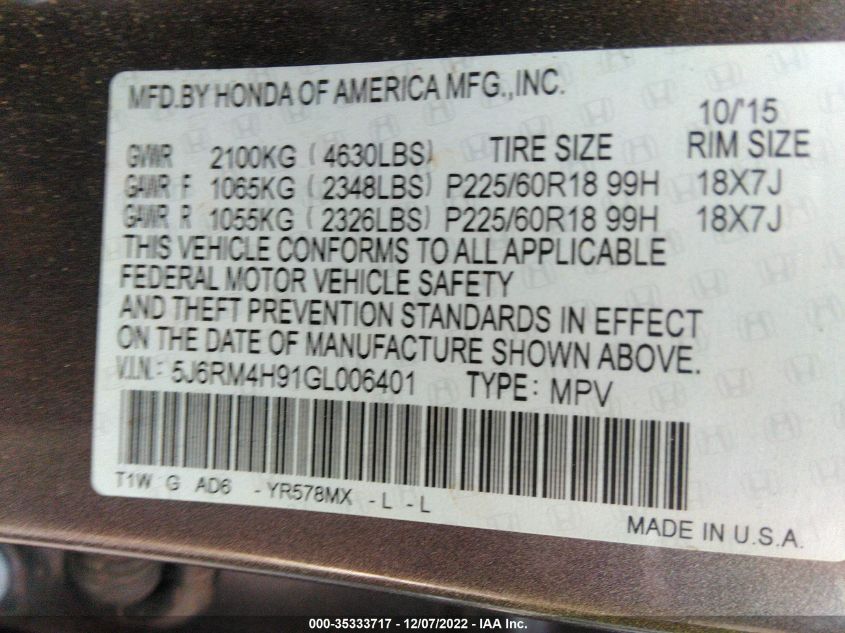 MFD.BY HONDA OF AMERICA MFG.,INC.
10/'15
GVWR 2100KG (4630LBS) TIRE SIZE RIM SIZE
GAWR F 1065KG (2348LBS) P225/60R18 99H 18X7J
GAWR R 1055KG (2326LBS) P225/60R18 99H 18X7J
THIS VEHICLE CONFORMS TO ALL APPLICABLE
FEDERAL MOTOR VEHICLE SAFETY
AND THEFT PREVENTION STANDARDS IN EFFECT
ON THE DATE OF MANUFACTURE SHOWN ABOVE.
V.I.N.: 5J6RM4H91GL006401 TYPE: MPV
T1W G AD6 -YR578MX -L -L
MADE IN U.S.A.
000-35333717 - 12/07/2022 - IAA Inc.